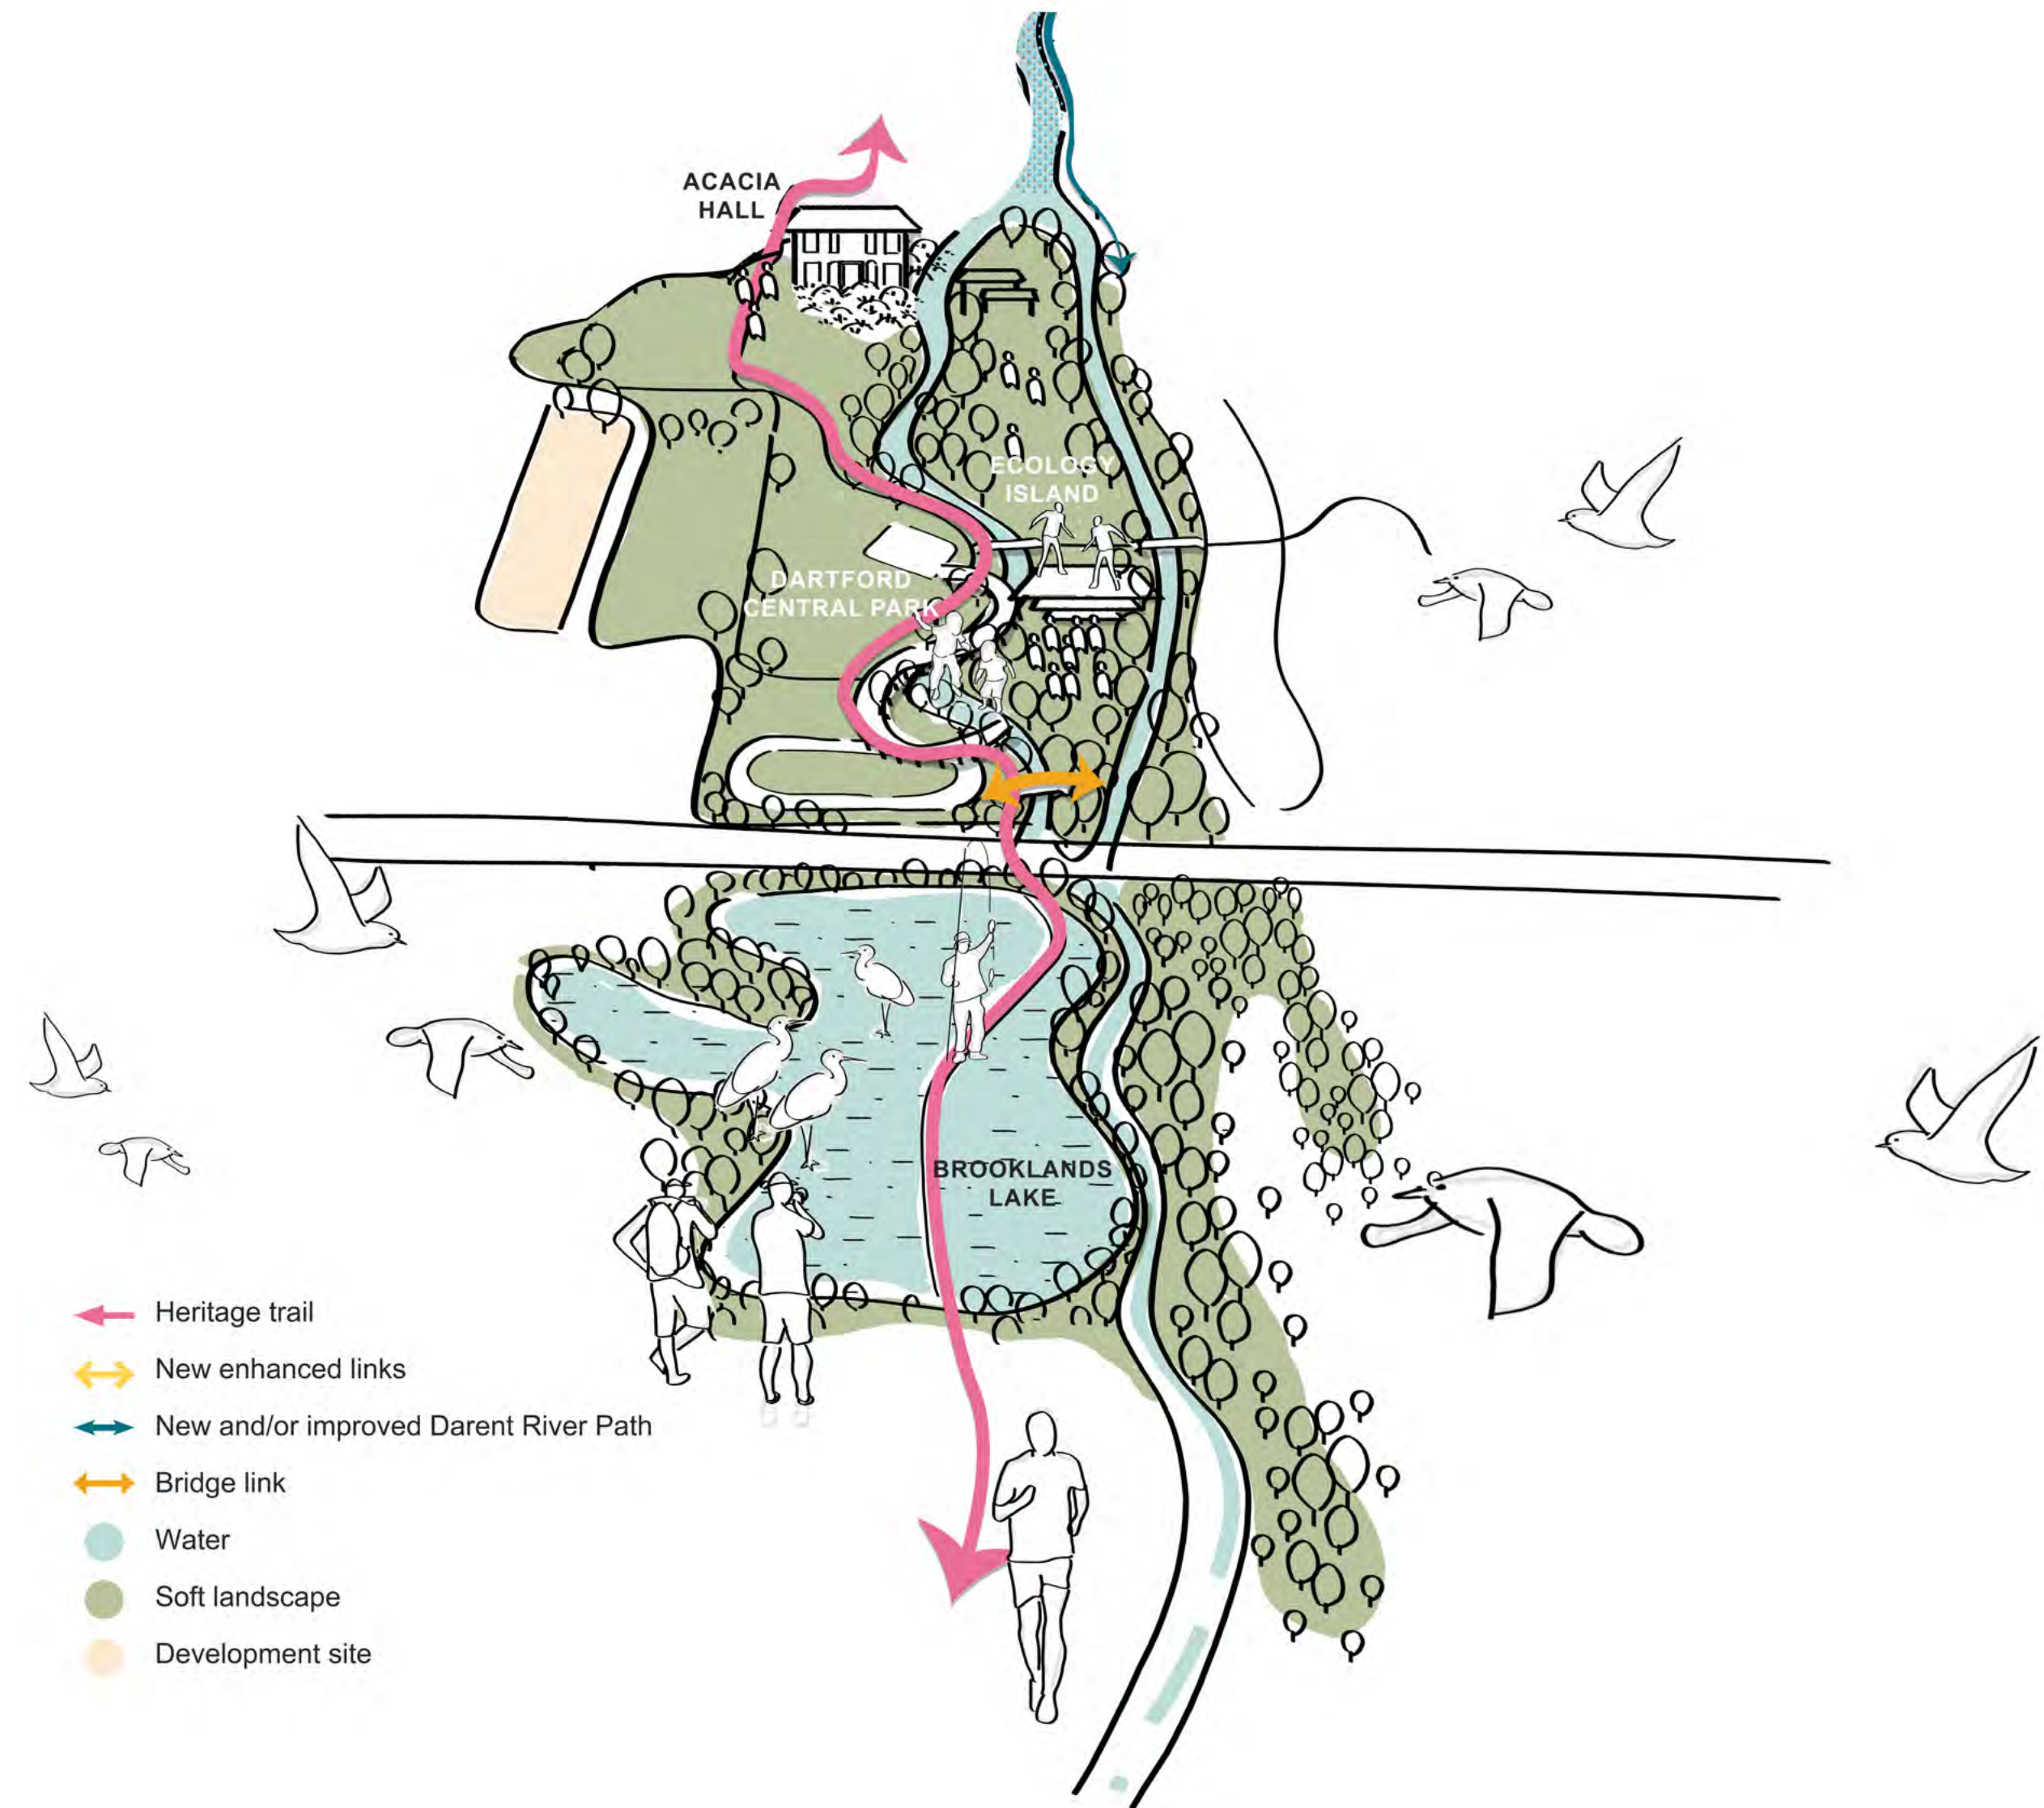 ACACIA
HALL
ECOLOGY
ISLAND
DARTFORD
CENTRAL PARK
BROOKLANDS
LAKE
Heritage trail
New enhanced links
New and/or improved Darent River Path
Bridge link
Water
Soft landscape
Development site